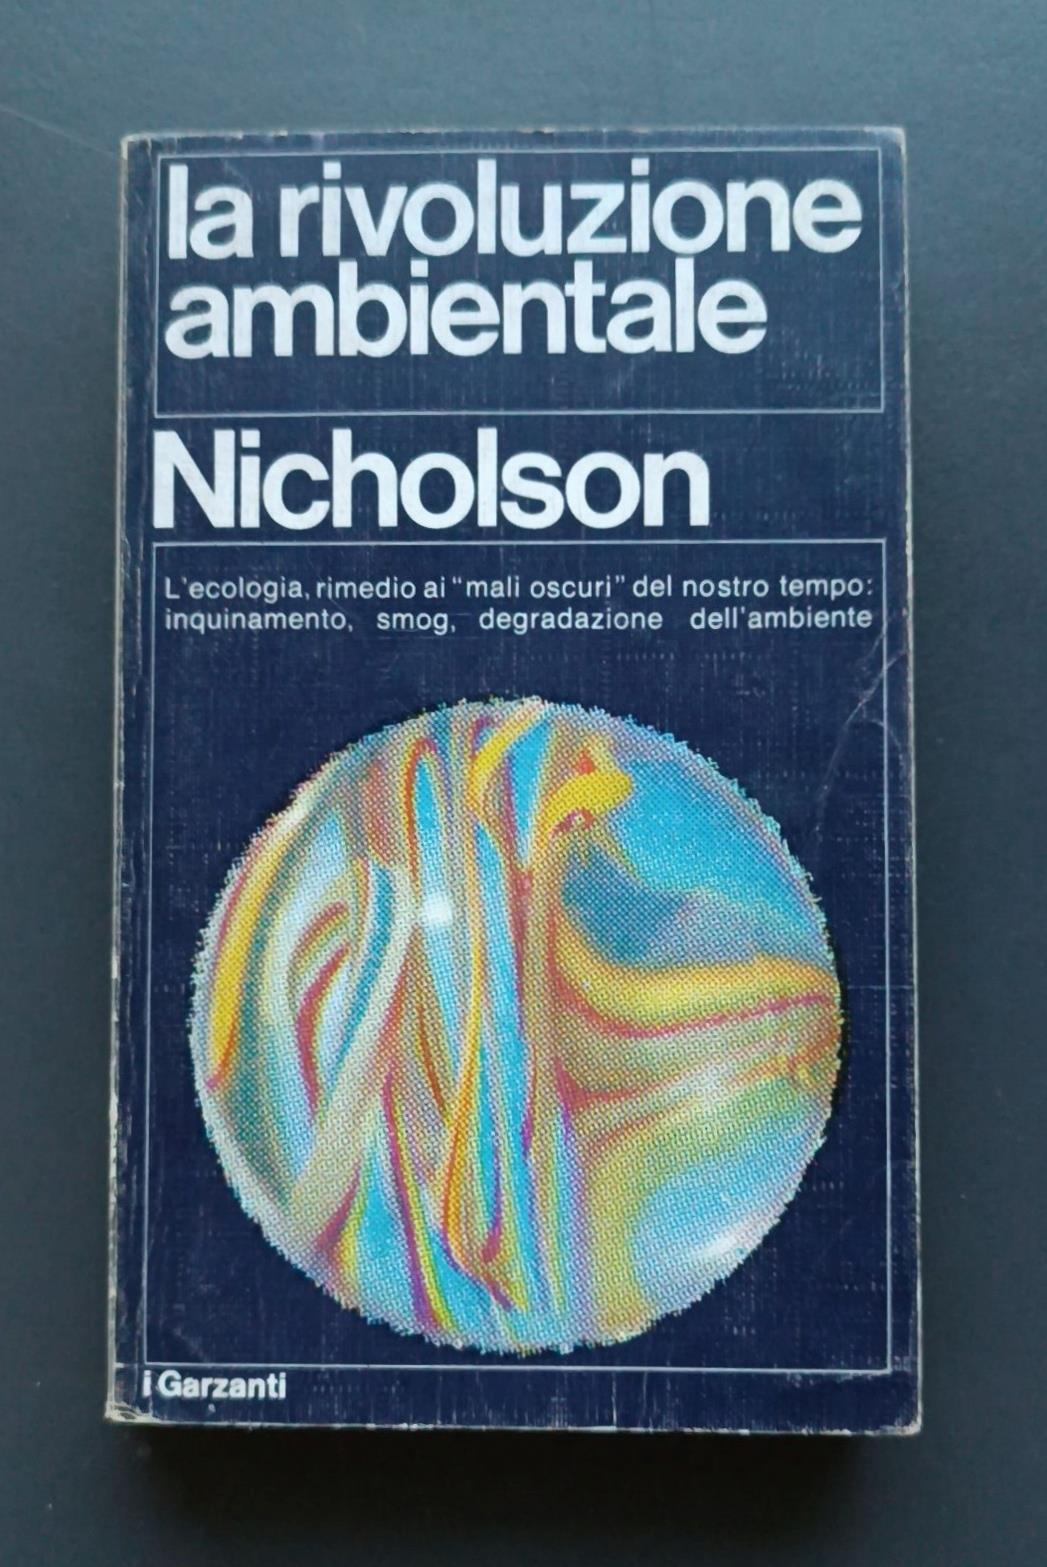 la rivoluzione
ambientale
Nicholson
L'ecologia, rimedio ai "mali oscuri" del nostro tempo:
inquinamento, smog, degradazione dell'ambiente
i Garzanti